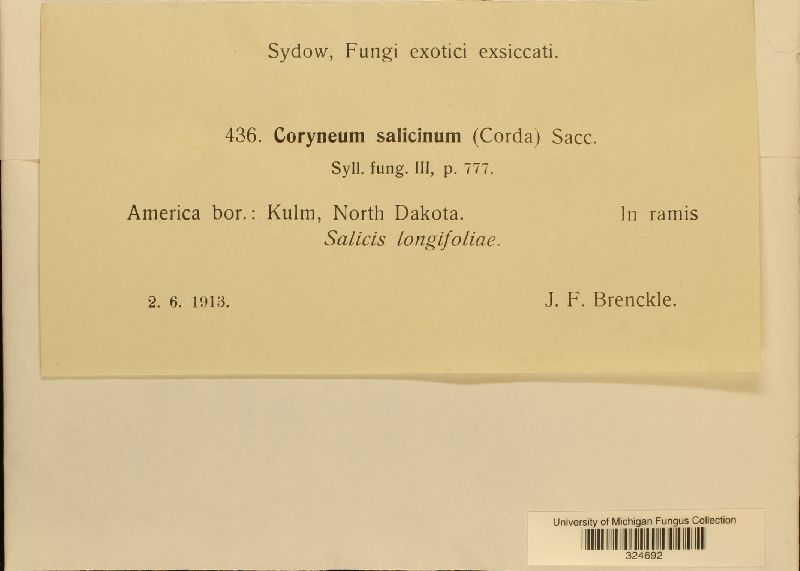 Sydow, Fungi exotici exsiccati.
436. Coryneum salicinum (Corda) Sacc.
Syll. fung. III, p. 777.
America bor.: Kulm, North Dakota. In ramis
Salicis longifoliae.
2. 6. 1913. J. F. Brenckle.
University of Michigan Fungus Collection
324692